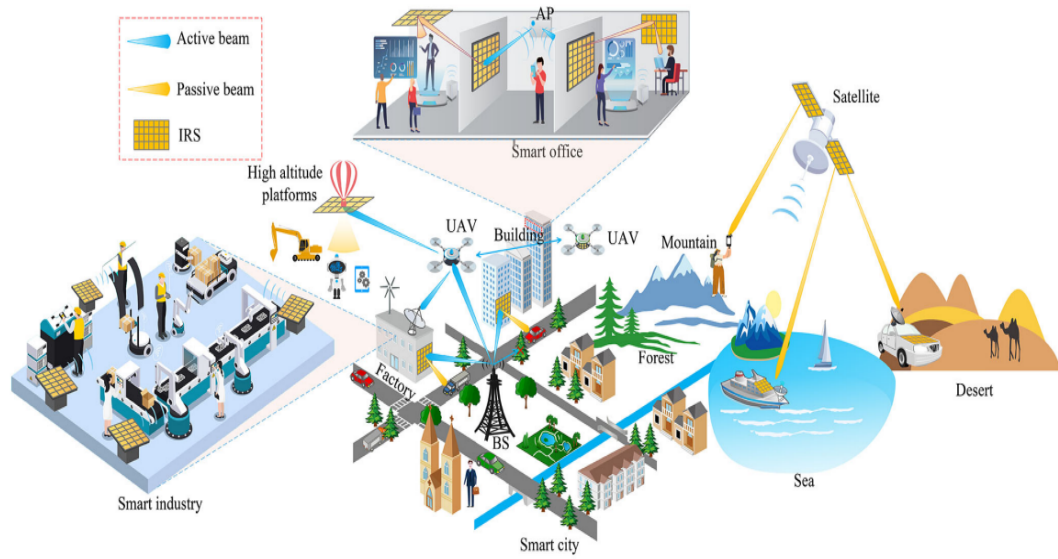 Active beam
Passive beam
IRS
AP
Smart office
Satellite
High altitude
platforms
UAV
Building
UAV
Mountain
Forest
Factory
BS
Desert
Sea
Smart industry
Smart city